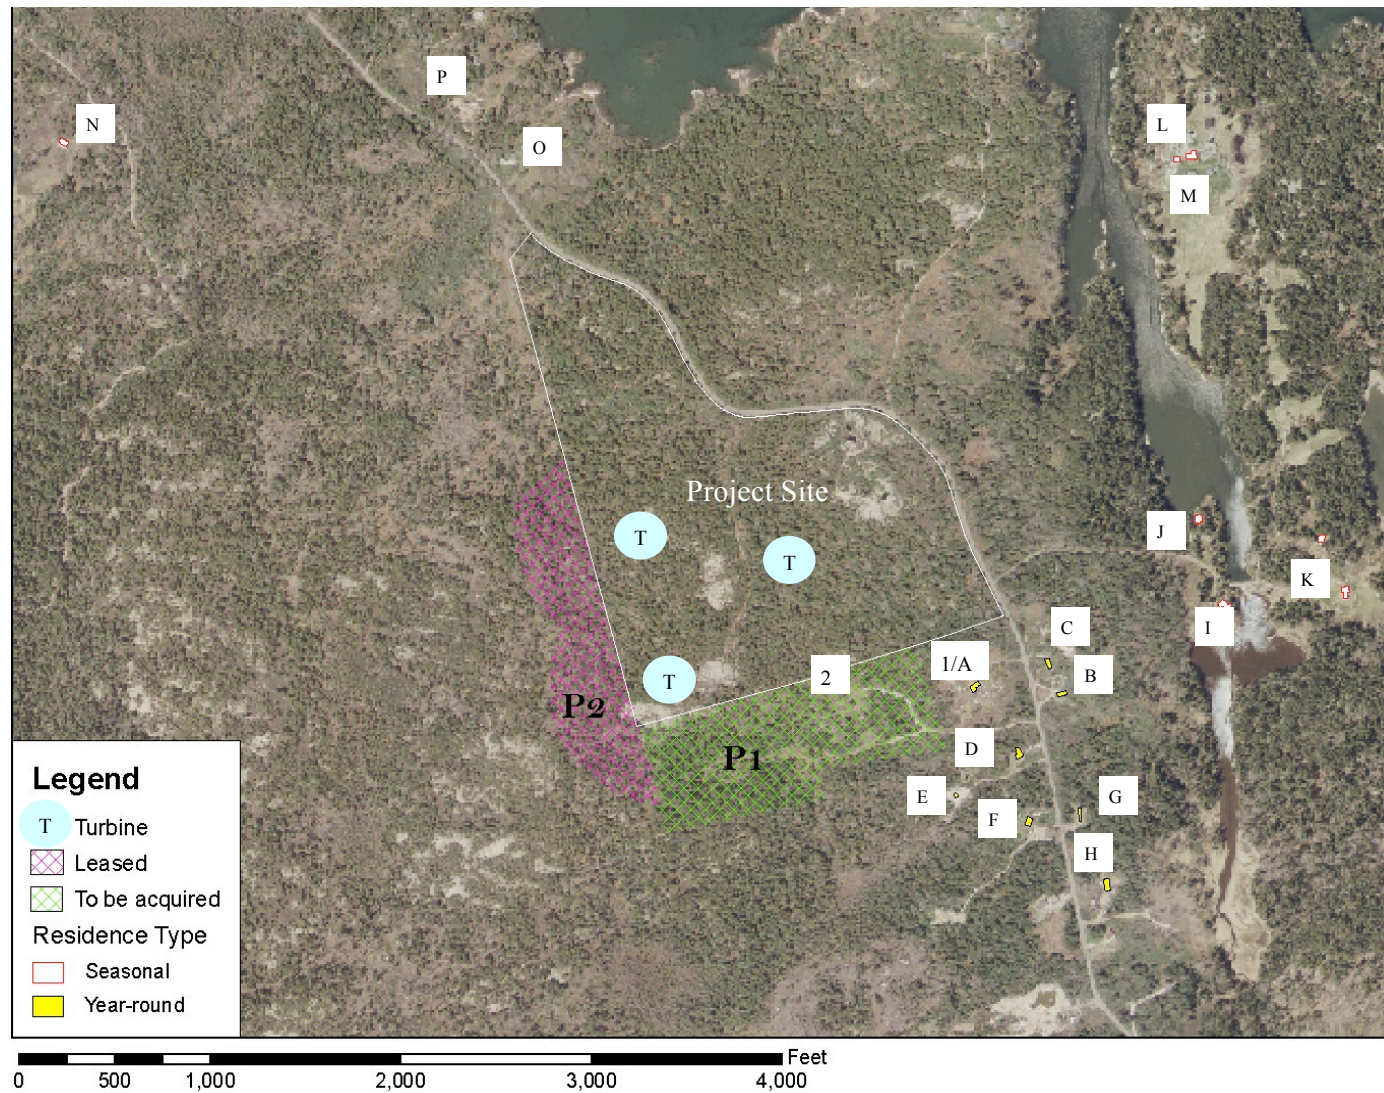 P
N
L
O
M
Project Site
J
T
T
K
C
I
1/A
2
B
T
P2
D
P1
E
G
F
H
Legend
T Turbine
Leased
To be acquired
Residence Type
Seasonal
Year-round
Feet
0 500 1,000 2,000 3,000 4,000